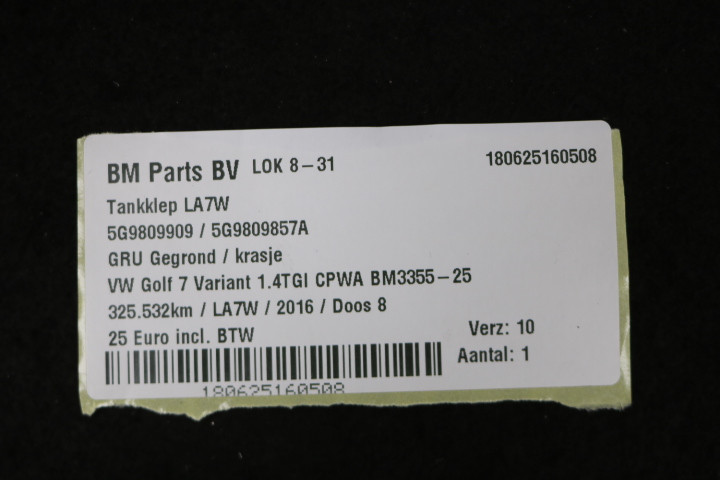 BM Parts BV LOK 8-31 180625160508
Tankklep LA7W
5G9809909 / 5G9809857A
GRU Gegrond / krasje
VW Golf 7 Variant 1.4TGI CPWA BM3355-25
325.532km / LA7W / 2016 / Doos 8
25 Euro incl. BTW Verz: 10
Aantal: 1
180625160508